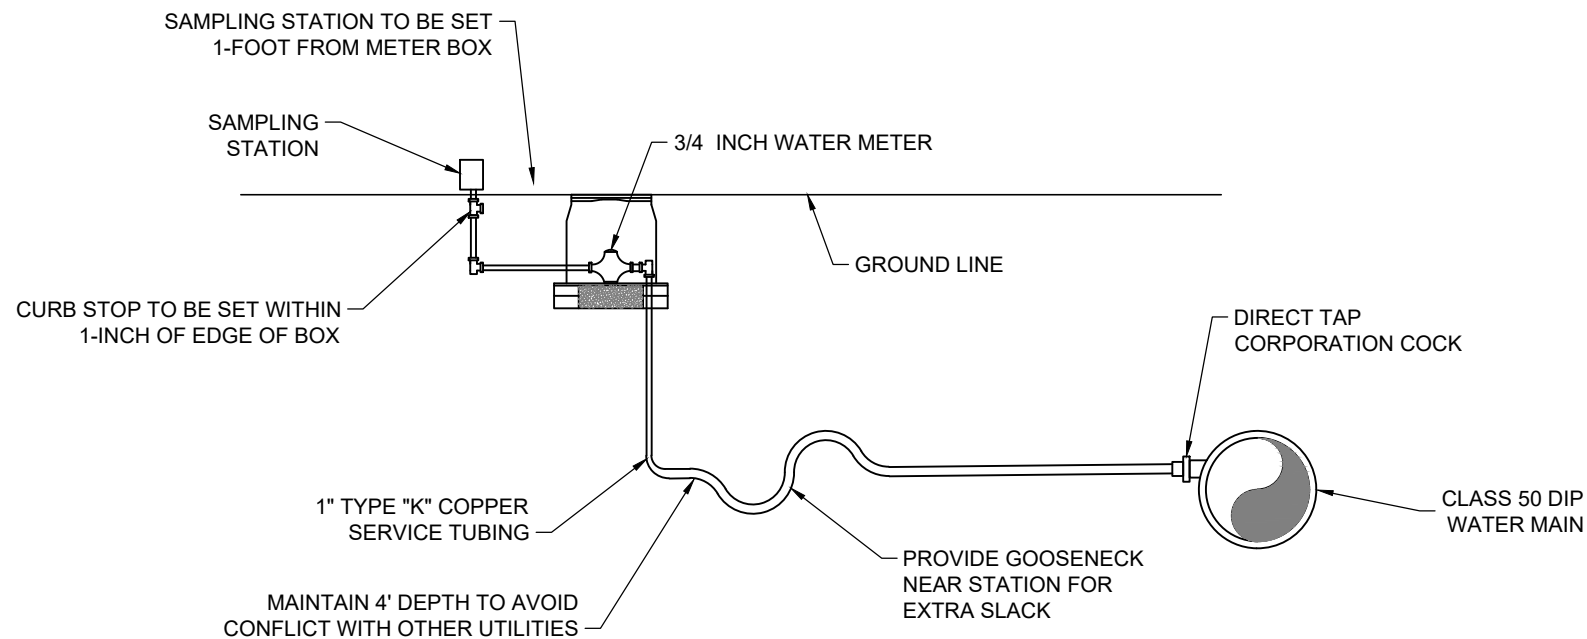 SAMPLING STATION TO BE SET
1-FOOT FROM METER BOX
SAMPLING
STATION
3/4 INCH WATER METER
GROUND LINE
CURB STOP TO BE SET WITHIN
1-INCH OF EDGE OF BOX
DIRECT TAP
CORPORATION COCK
1" TYPE "K" COPPER
SERVICE TUBING
CLASS 50 DIP
WATER MAIN
PROVIDE GOOSENECK
NEAR STATION FOR
EXTRA SLACK
MAINTAIN 4' DEPTH TO AVOID
CONFLICT WITH OTHER UTILITIES